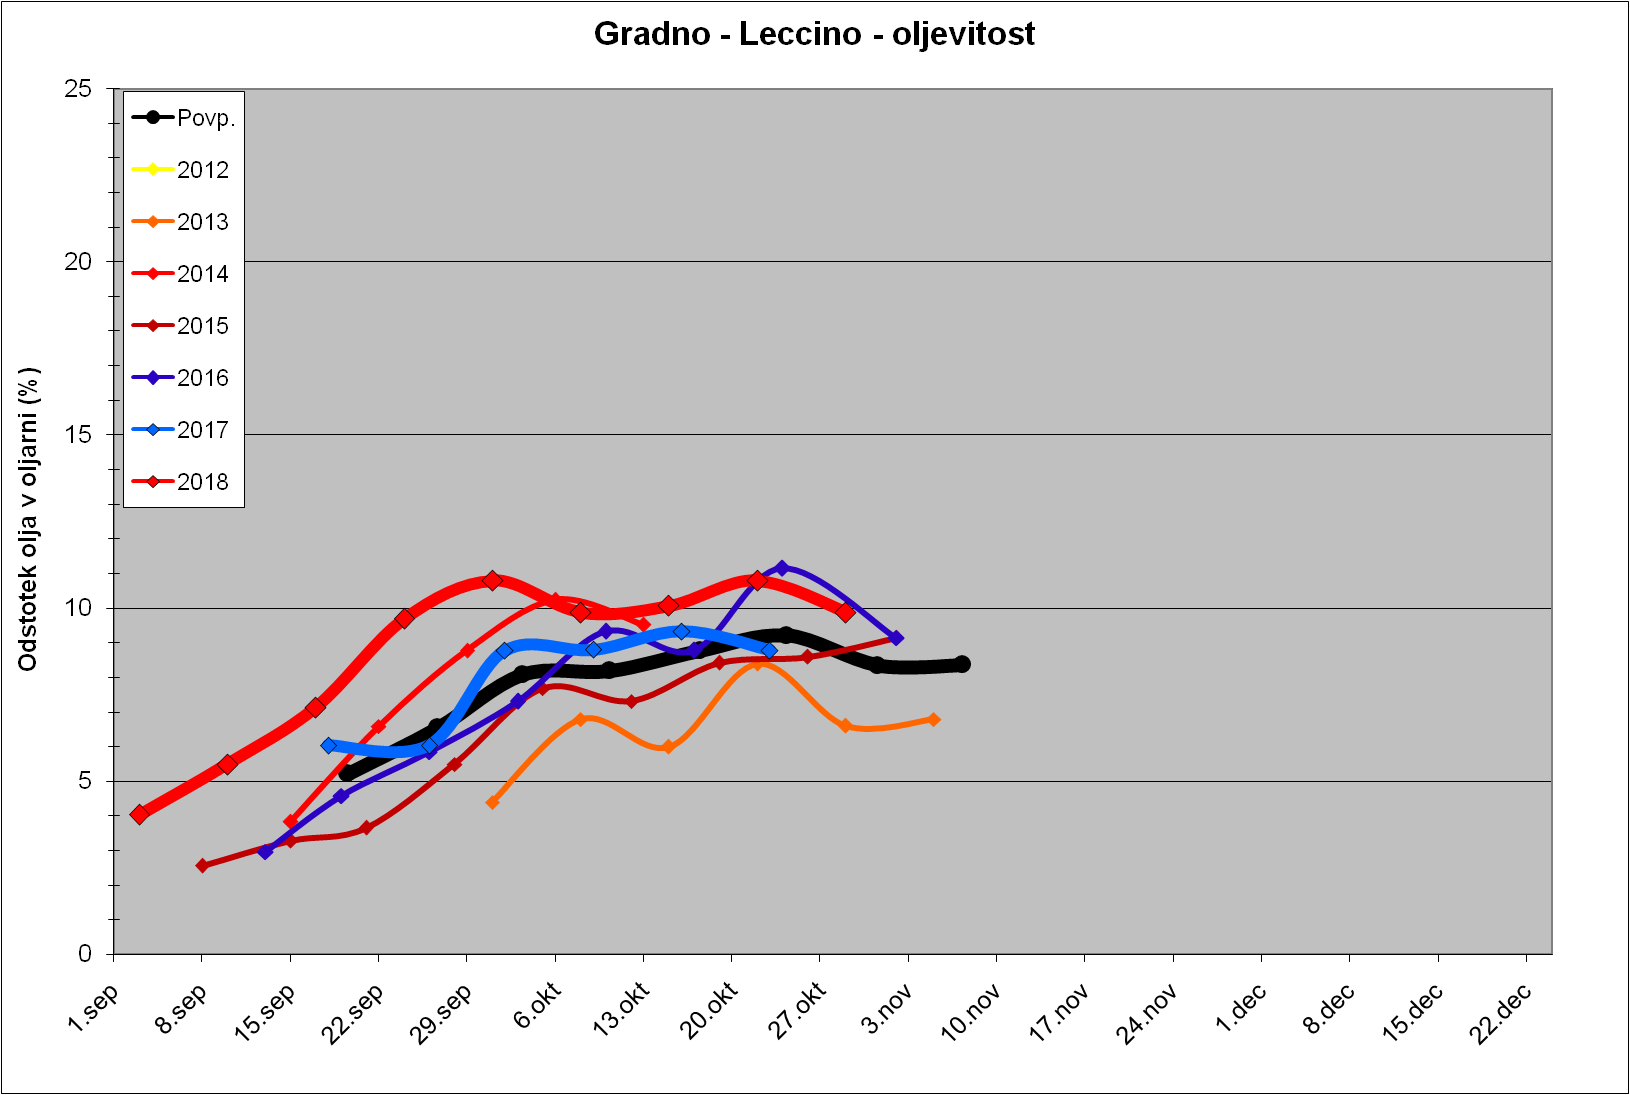 Gradno - Leccino - oljevitost
Odstotek olja v oljarni (%)
25
20
15
10
5
0
Povp.
2012
2013
2014
2015
2016
2017
2018
1.sep
8.sep
15.sep
22.sep
29.sep
6.okt
13.okt
20.okt
27.okt
3.nov
10.nov
17.nov
24.nov
1.dec
8.dec
15.dec
22.dec